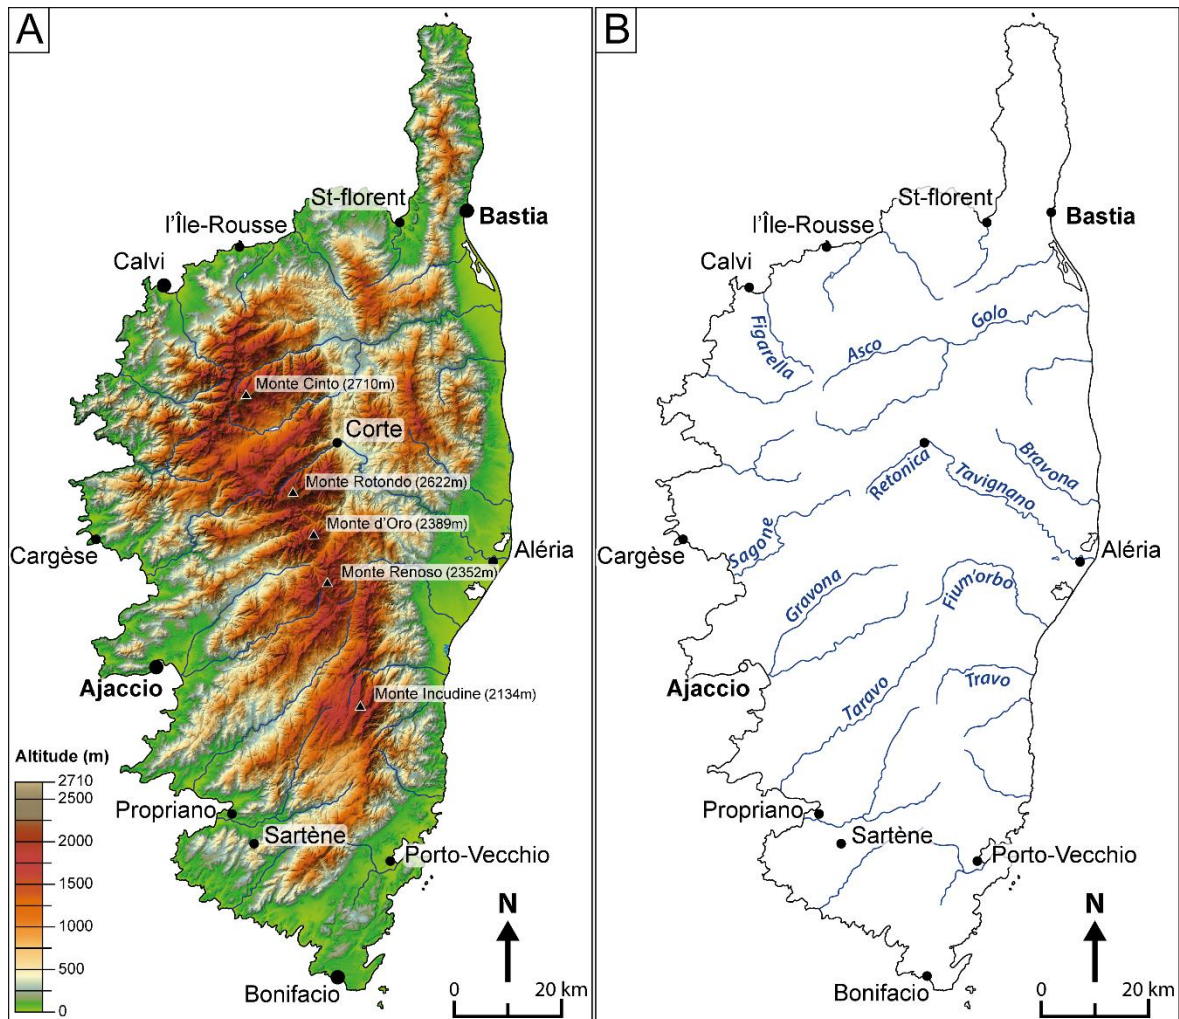 A
St-florent
Bastia
l'Île-Rousse
Calvi
Monte Cinto (2710m)
Corte
Monte Rotondo (2622m)
Monte d'Oro (2389m)
Cargèse
Aléria
Monte Renoso (2352m)
Ajaccio
Monte Incudine (2134m)
Altitude (m)
2710
2500
2000
1500
1000
500
0
Propriano
Sartène
Porto-Vecchio
Bonifacio
N
0 20 km
B
St-florent
Bastia
l'Île-Rousse
Calvi
Figarella
Asco
Golo
Bravona
Retonica
Tavignano
Sagone
Cargèse
Aléria
Gravona
Fium'orbo
Ajaccio
Taravo
Travo
Propriano
Sartène
Porto-Vecchio
Bonifacio
N
0 20 km